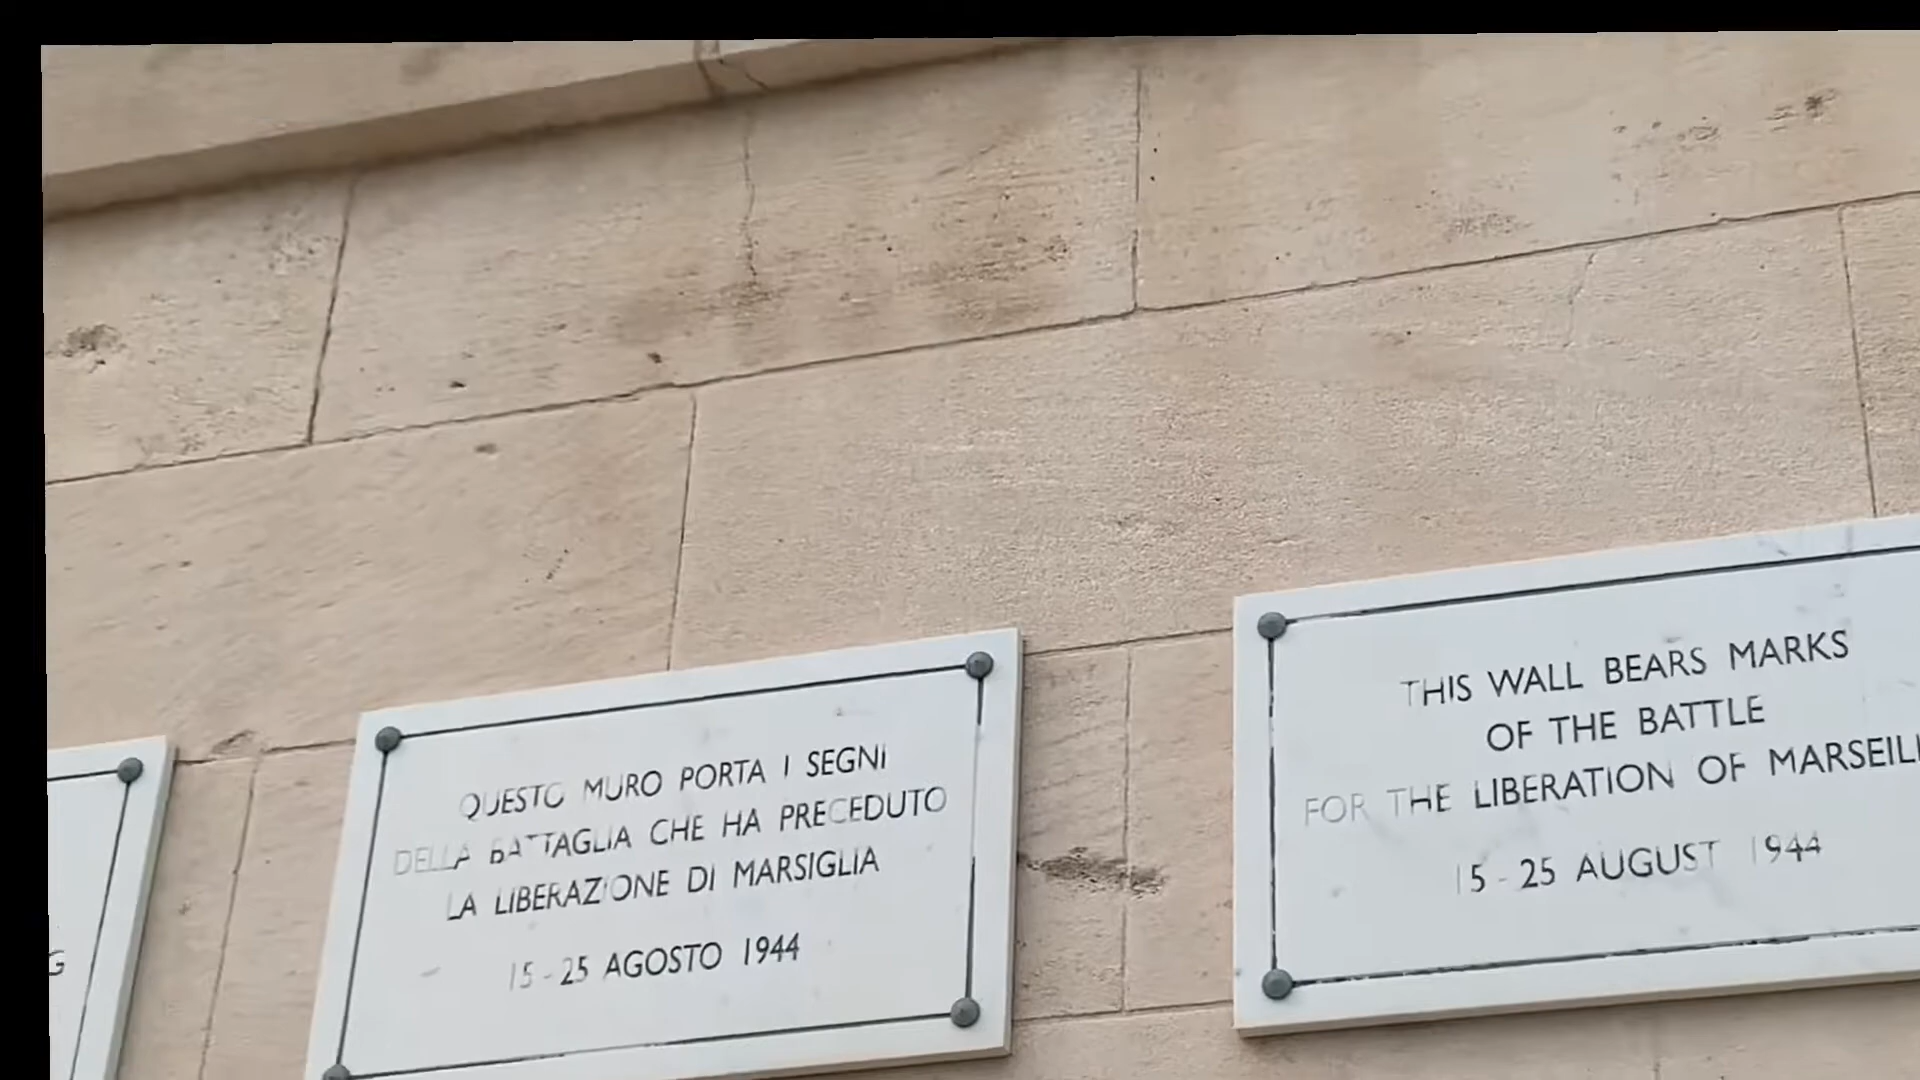 G
QUESTO MURO PORTA I SEGNI
DELLA BATTAGLIA CHE HA PRECEDUTO
LA LIBERAZIONE DI MARSIGLIA
15 - 25 AGOSTO 1944
THIS WALL BEARS MARKS
OF THE BATTLE
FOR THE LIBERATION OF MARSEILL
15 - 25 AUGUST 1944